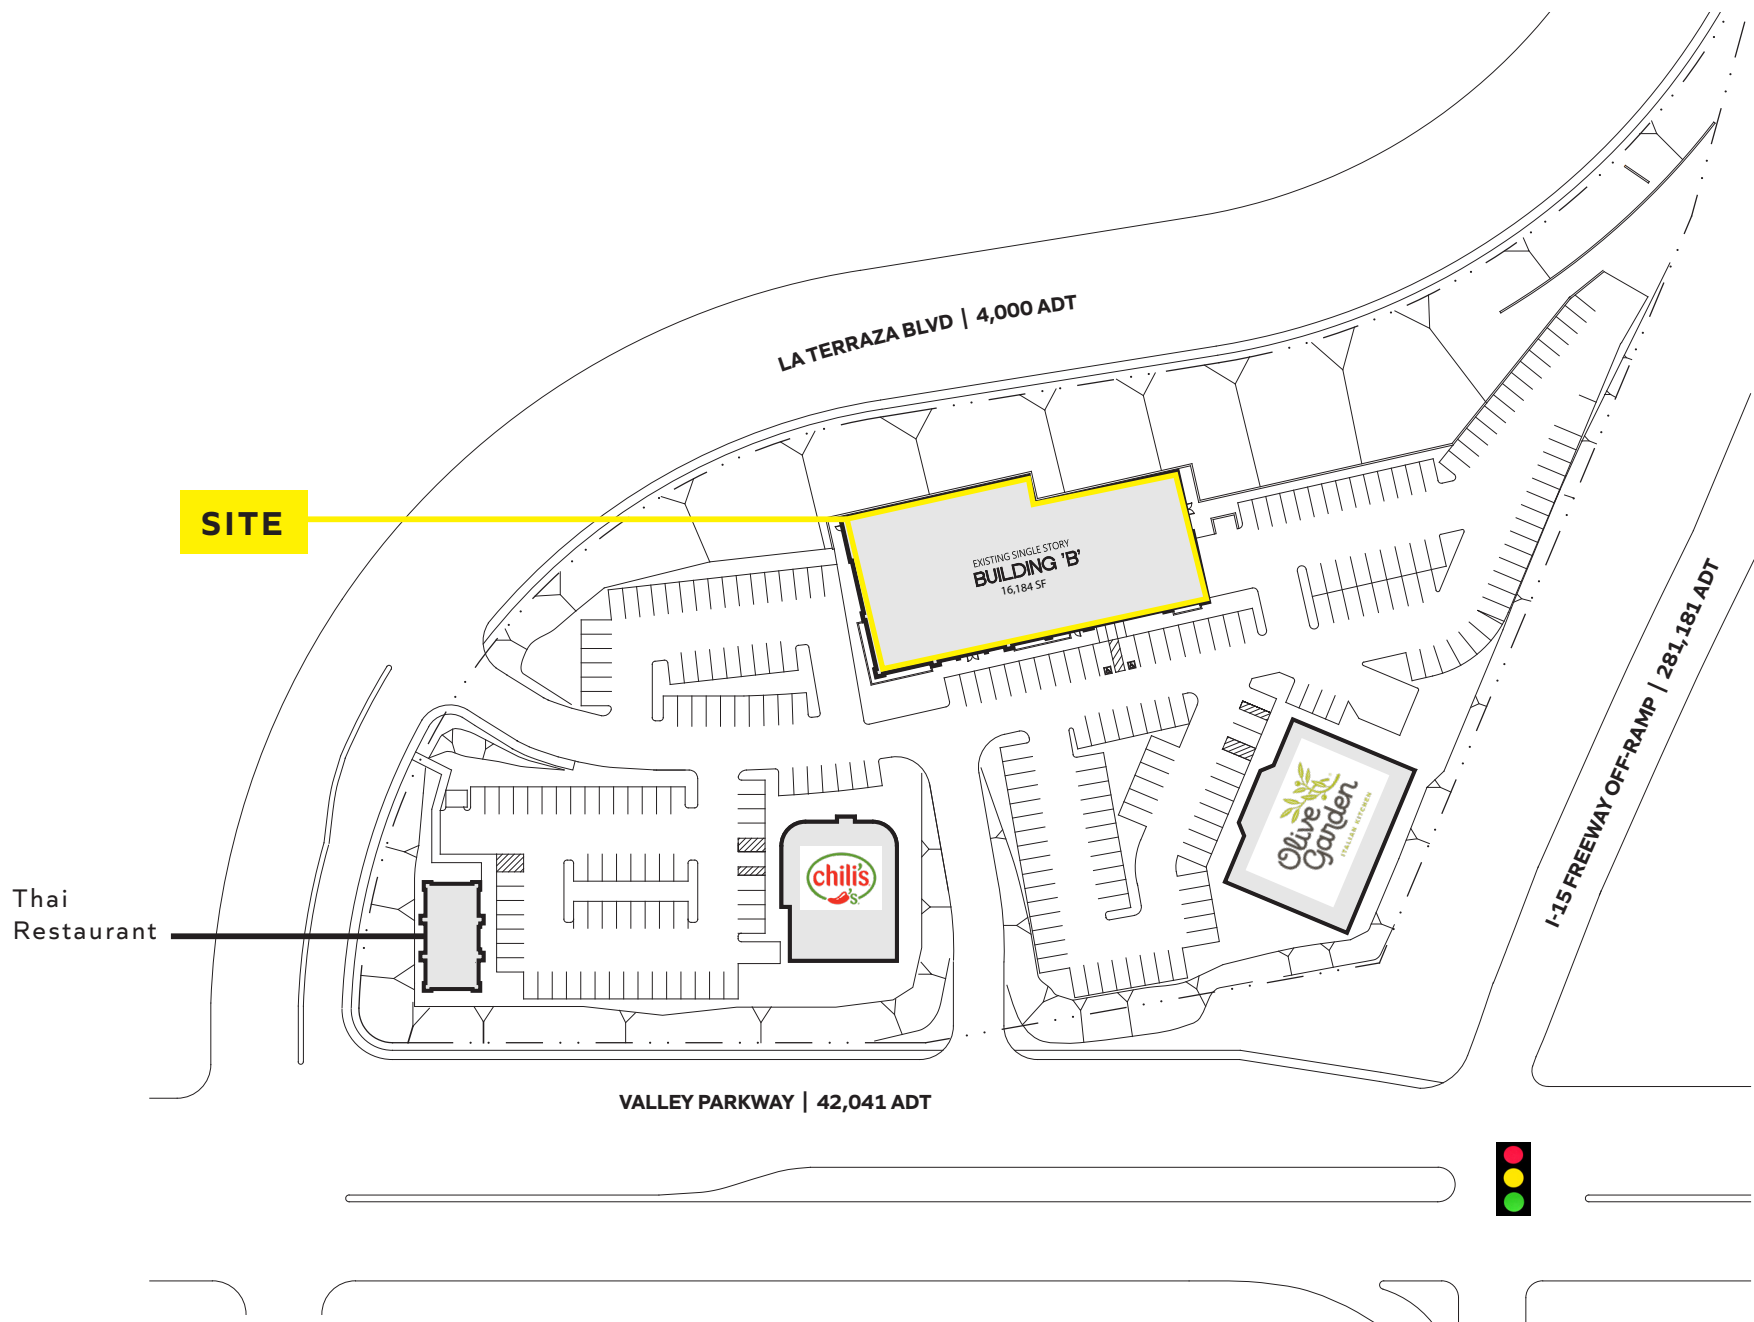 LA TERRAZA BLVD | 4,000 ADT
SITE
EXISTING SINGLE STORY
BUILDING 'B'
16,184 SF
I-15 FREEWAY OFF-RAMP | 281,181 ADT
Olive
Garden
ITALIAN KITCHEN
chili's
's
Thai
Restaurant
VALLEY PARKWAY | 42,041 ADT